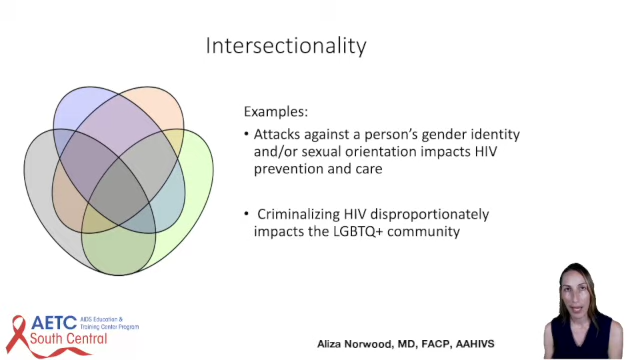 Intersectionality
Examples:
• Attacks against a person's gender identity
and/or sexual orientation impacts HIV
prevention and care
• Criminalizing HIV disproportionately
impacts the LGBTQ+ community
AETC
AIDS Education &
Training Center Program
South Central
Aliza Norwood, MD, FACP, AAHIVS